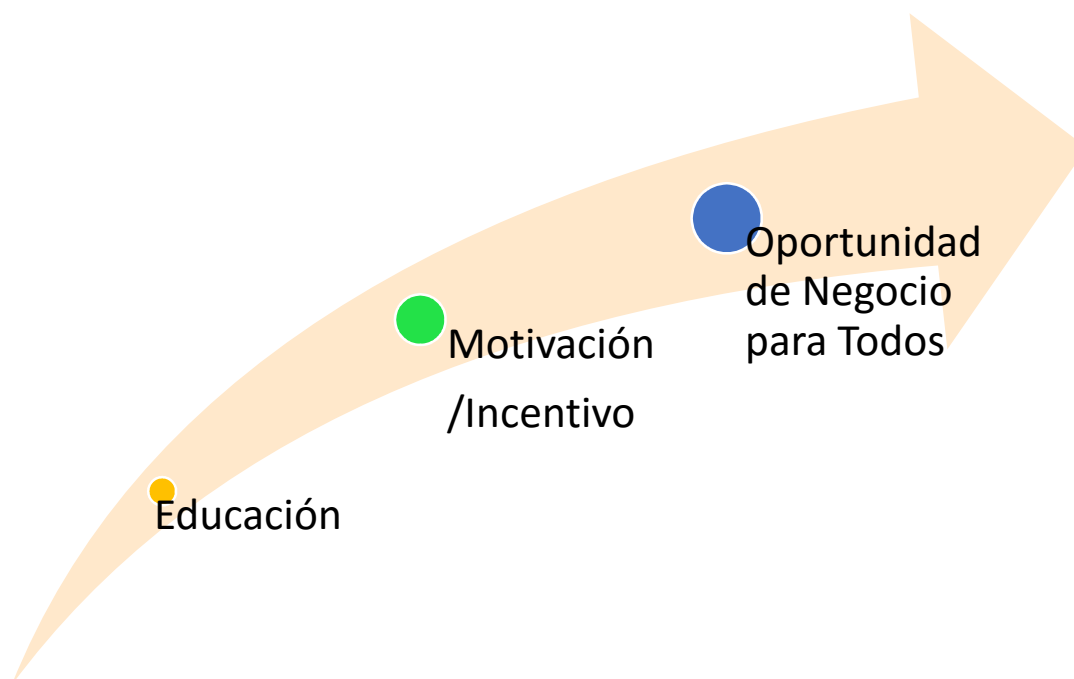 Oportunidad
de Negocio
para Todos
Motivación
/Incentivo
Educación